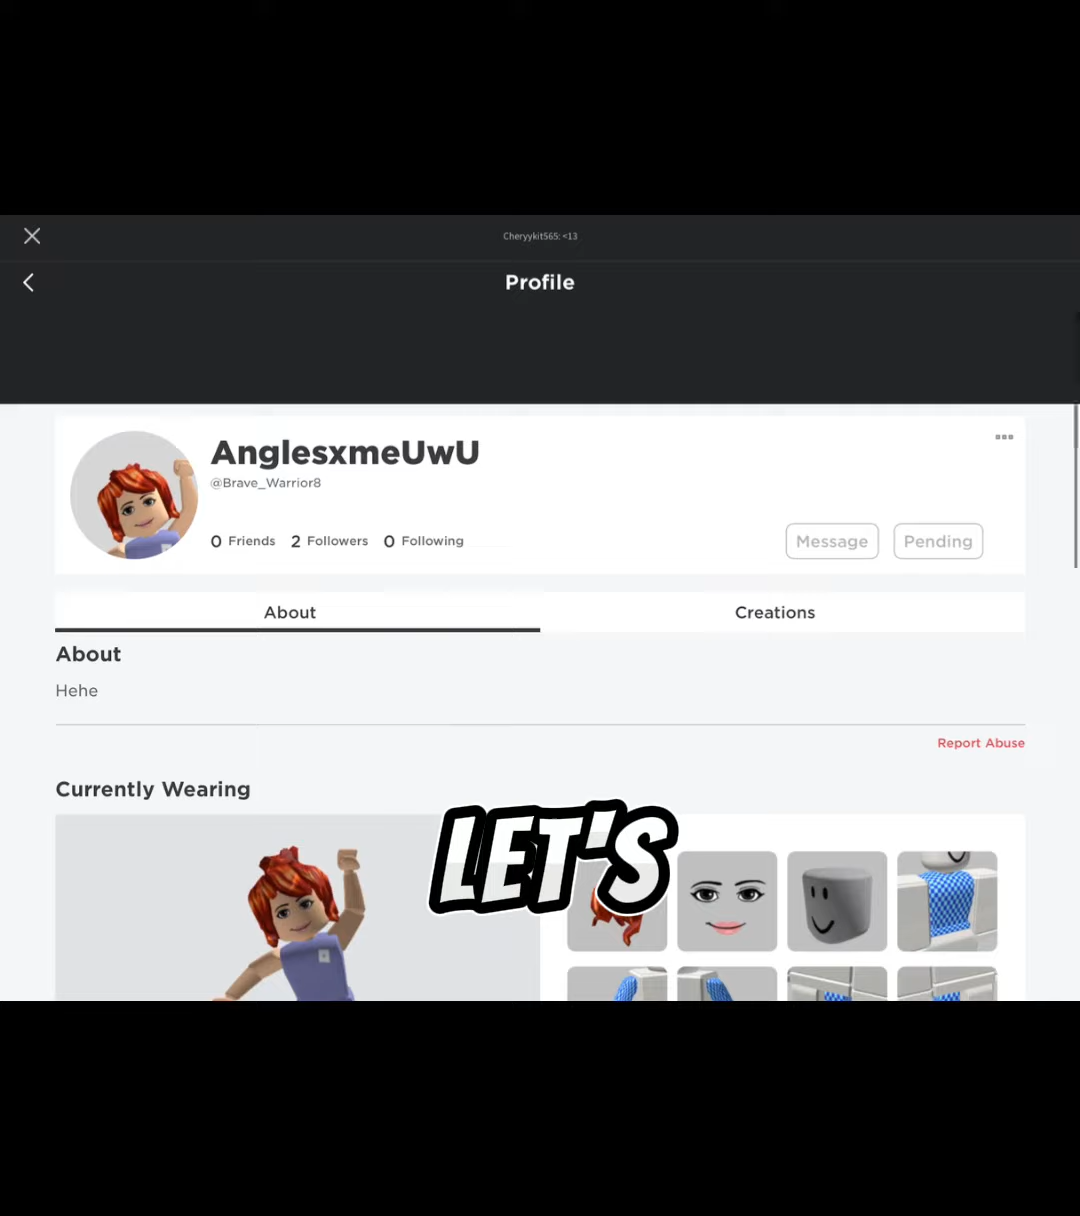 Cheryykit565: <13
Profile
AnglesxmeUwU
@Brave_Warrior8
0 Friends 2 Followers 0 Following
Message
Pending
About
Creations
About
Hehe
Report Abuse
Currently Wearing
LET'S